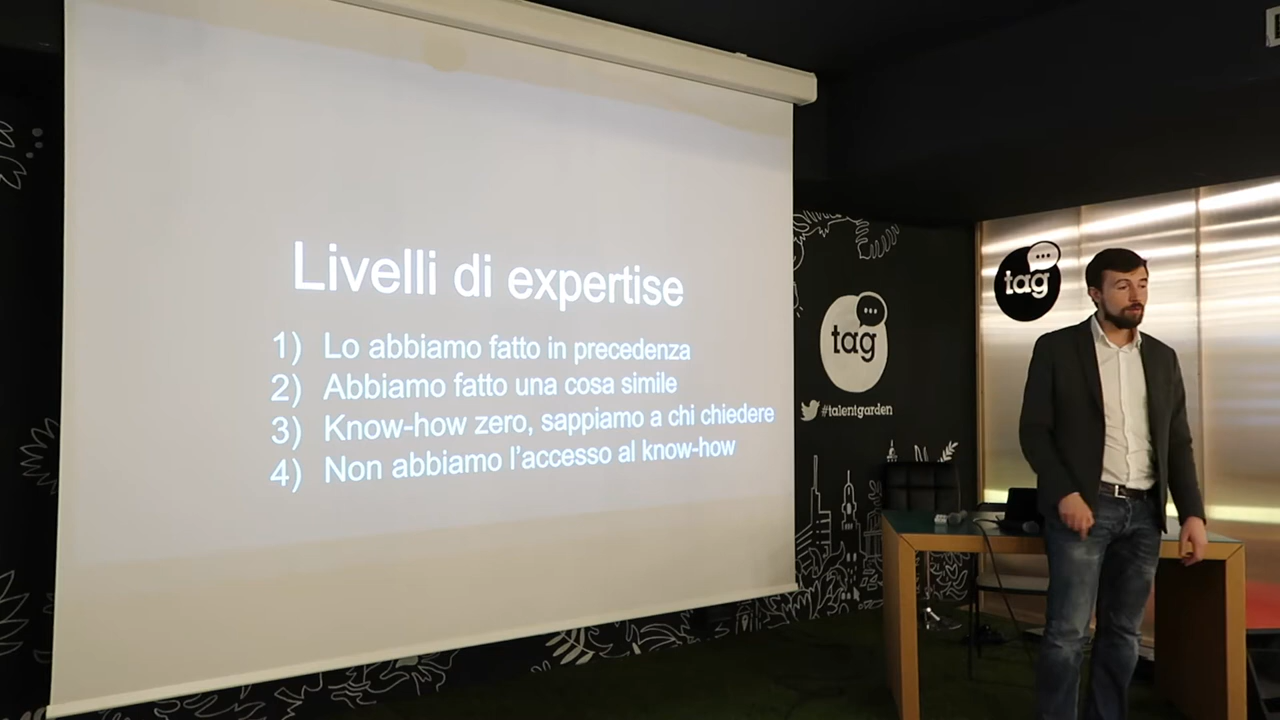 Livelli di expertise
1) Lo abbiamo fatto in precedenza
2) Abbiamo fatto una cosa simile
3) Know-how zero, sappiamo a chi chiedere
4) Non abbiamo l'accesso al know-how
tag
#talentgarden
tag